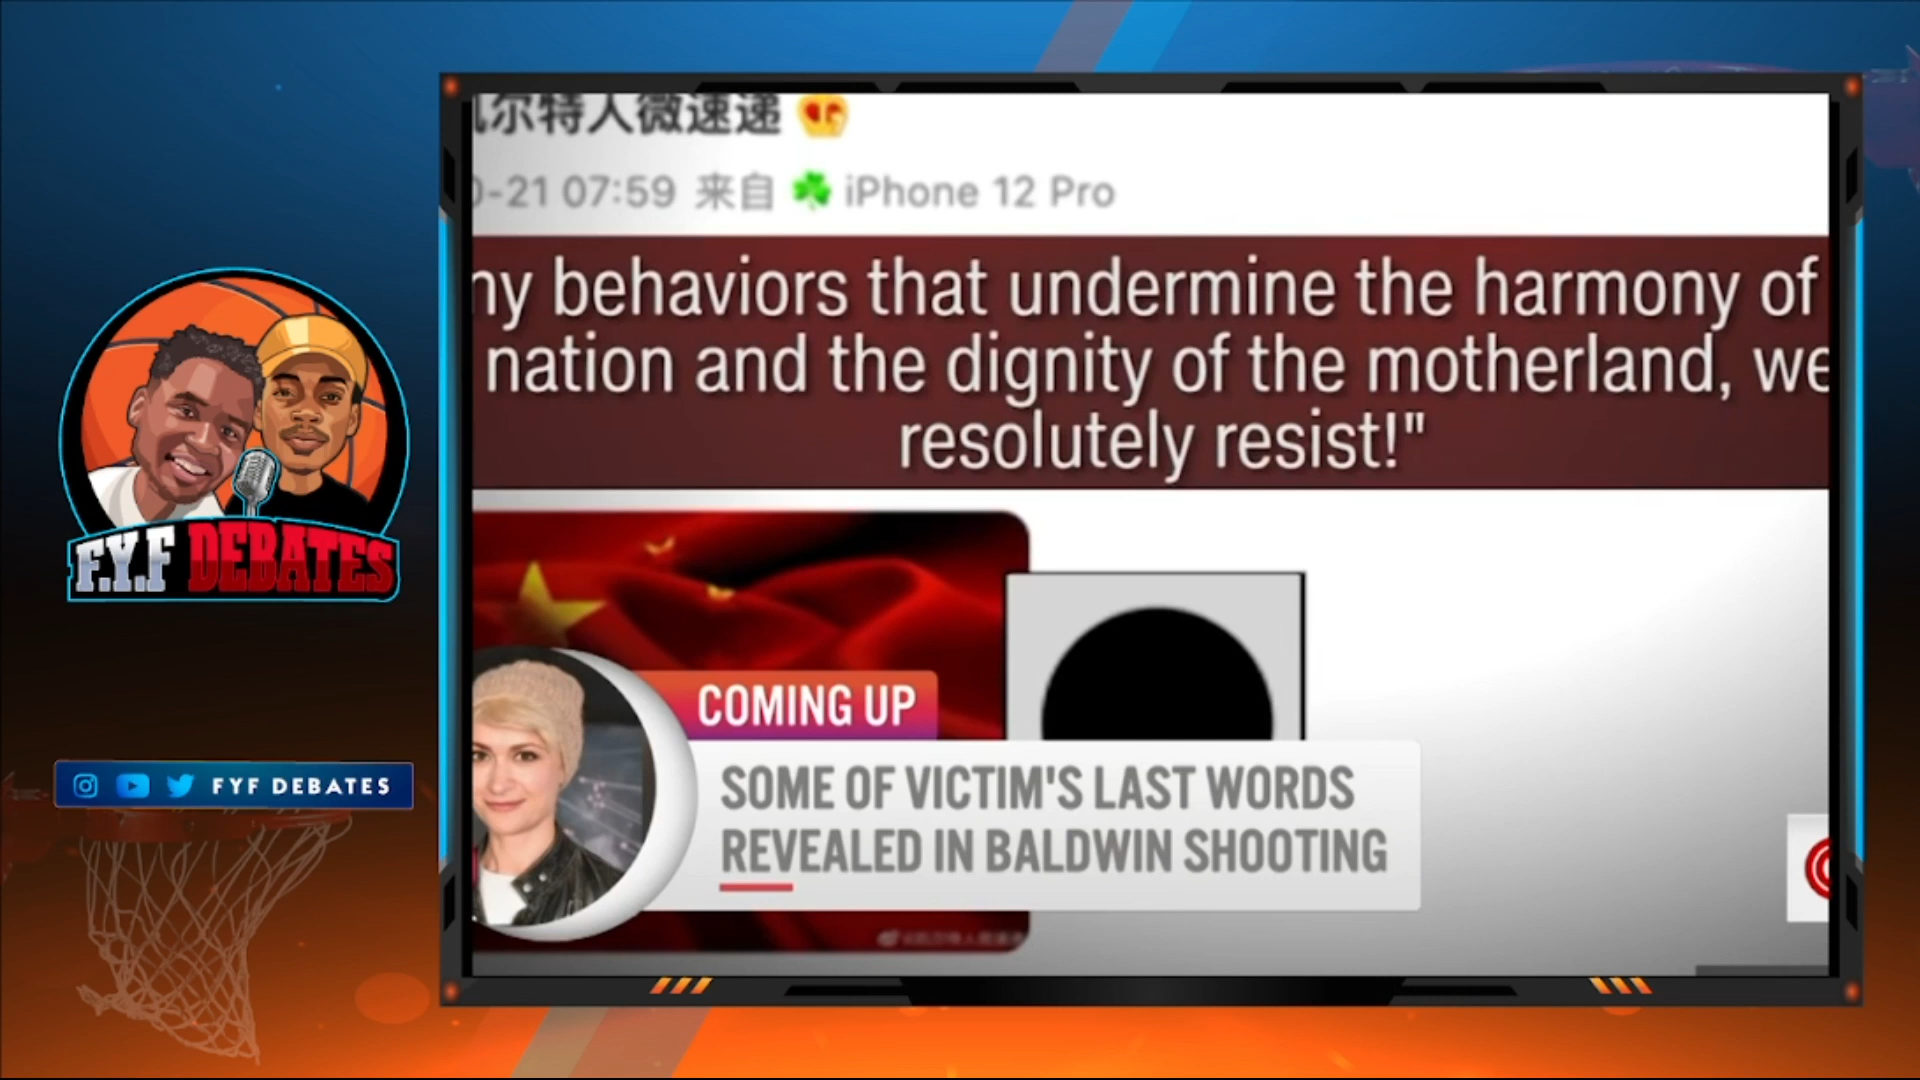 尔特人微速递
-21 07:59 来自 iPhone 12 Pro
behaviors that undermine the harmony of
nation and the dignity of the motherland, we
resolutely resist!"
F.Y.F DEBATES
COMING UP
SOME OF VICTIM'S LAST WORDS
REVEALED IN BALDWIN SHOOTING
FYF DEBATES